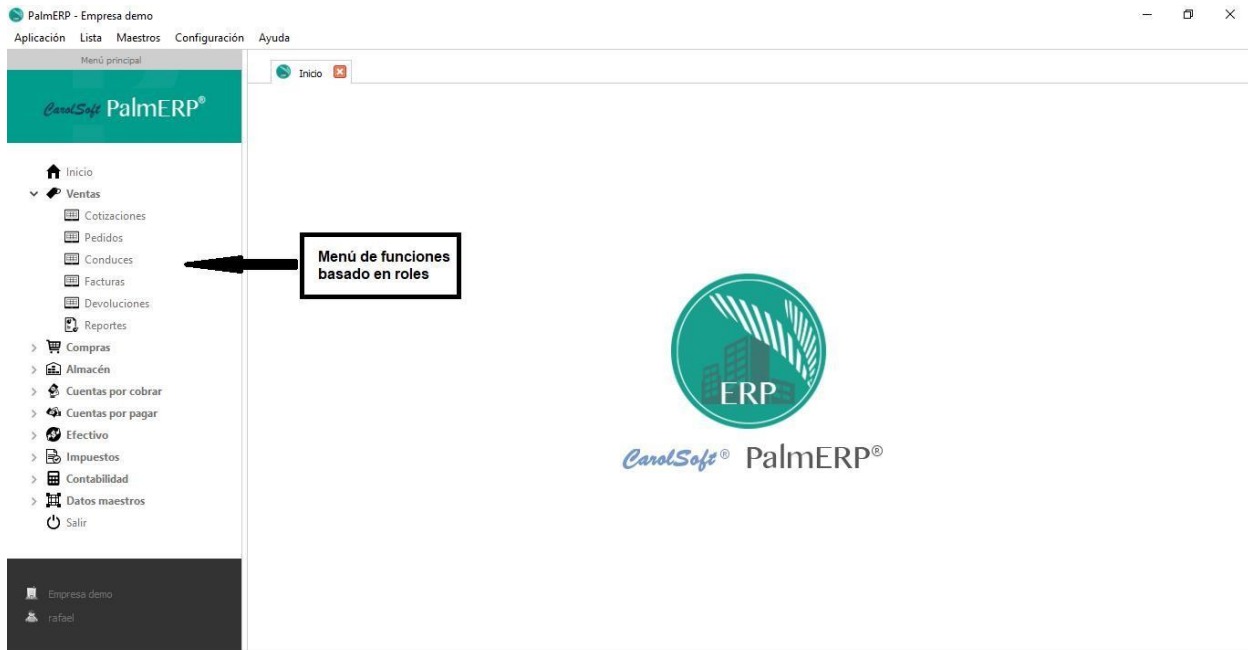 PalmERP - Empresa demo
Aplicación Lista Maestros Configuración Ayuda
Menú principal
Inicio
CarolSoft PalmERP®
Inicio
Ventas
Cotizaciones
Pedidos
Conduces
Facturas
Devoluciones
Reportes
Compras
Almacén
Cuentas por cobrar
Cuentas por pagar
Efectivo
Impuestos
Contabilidad
Datos maestros
Salir
Empresa demo
rafael
Menú de funciones
basado en roles
ERP
CarolSoft® PalmERP®